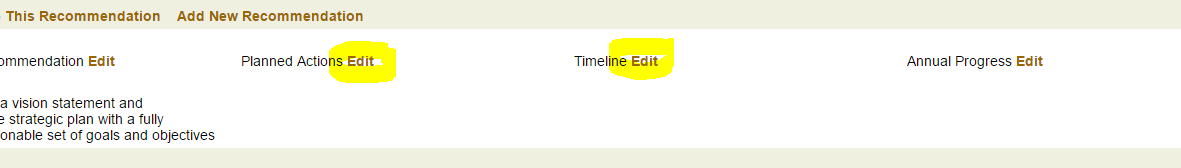 This Recommendation Add New Recommendation
ommendation Edit Planned Actions Edit Timeline Edit Annual Progress Edit
a vision statement and
e strategic plan with a fully
onable set of goals and objectives